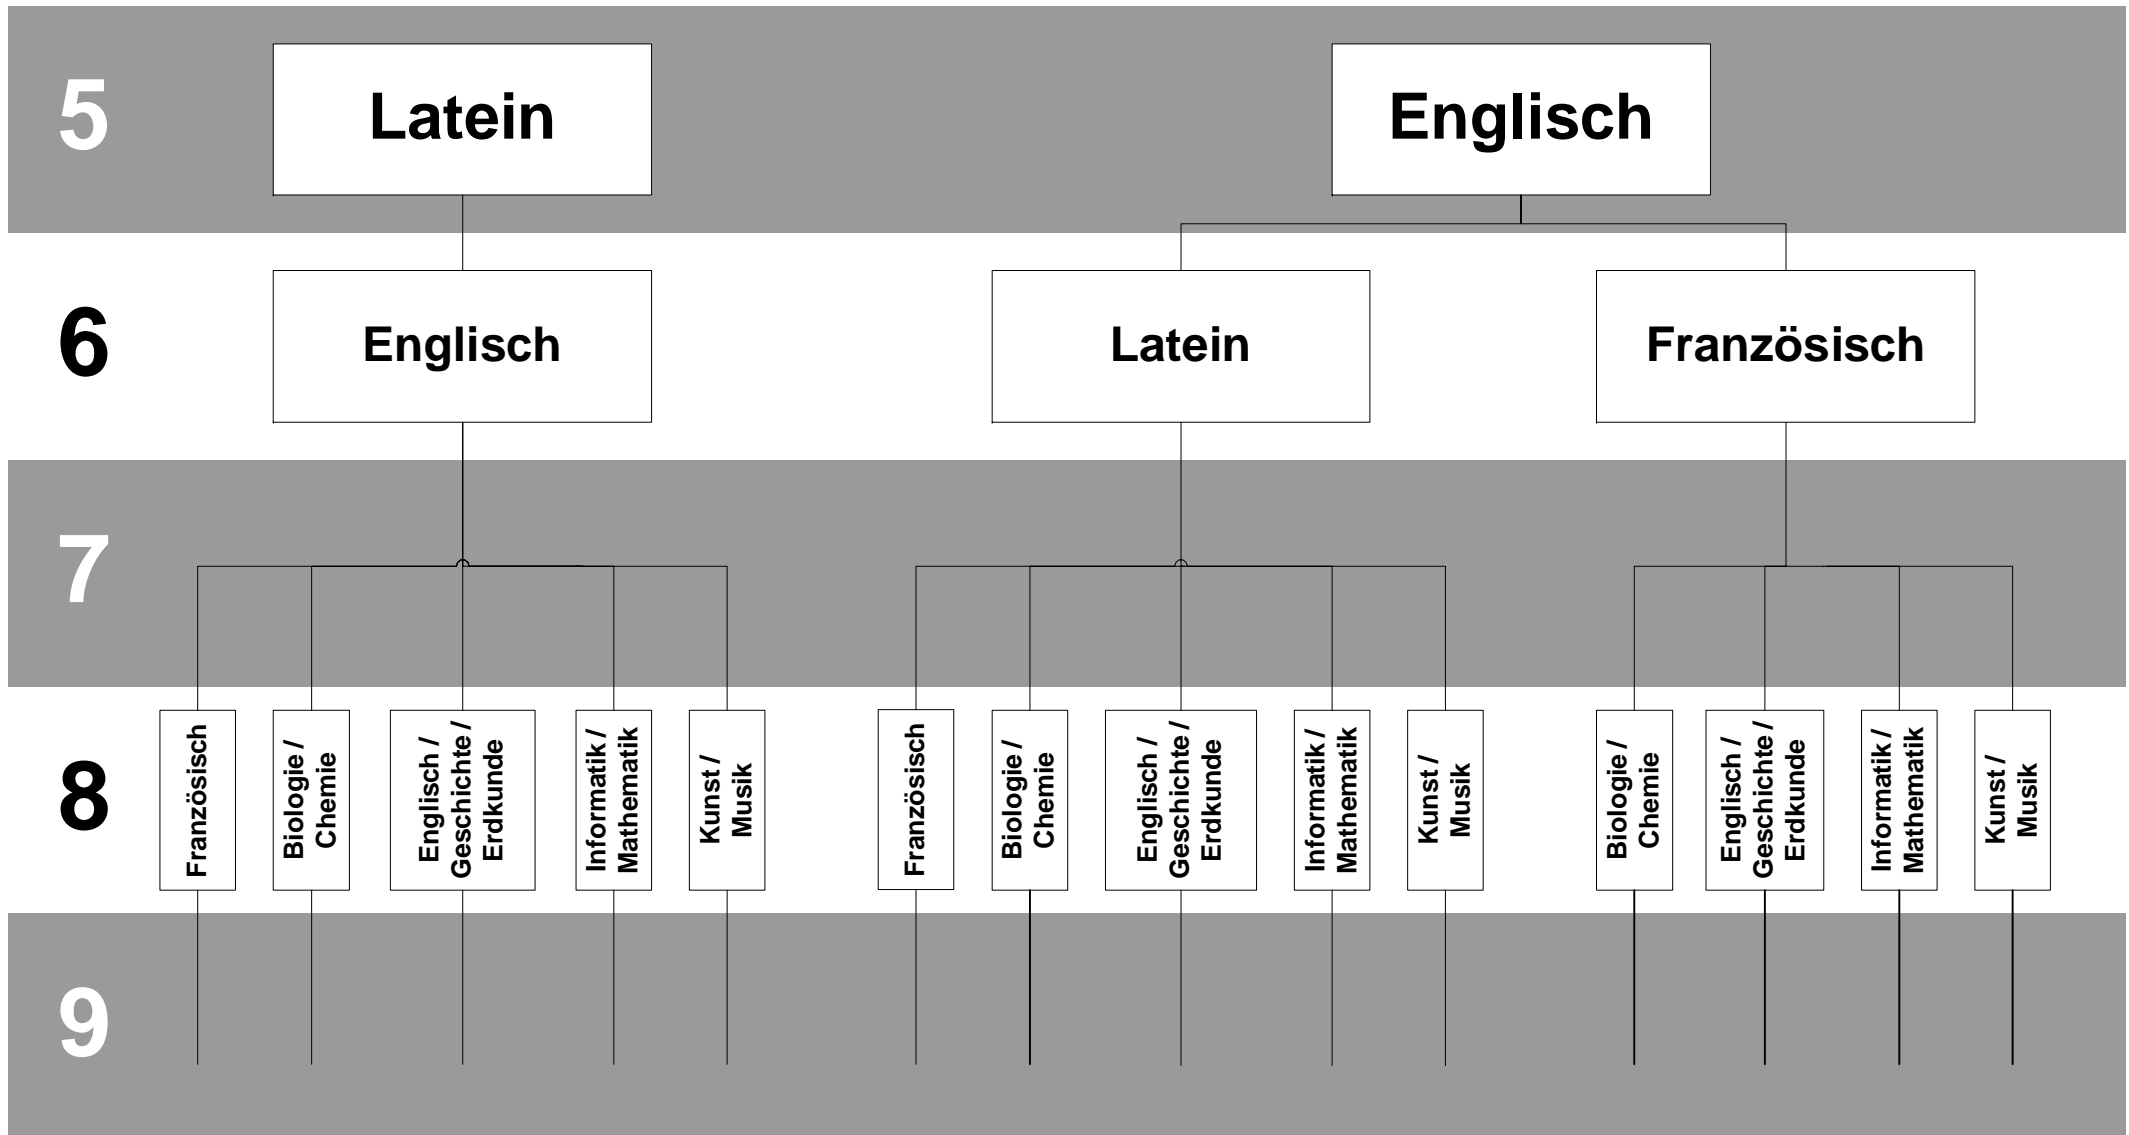 5
Latein
Englisch
6
Englisch
Latein
Französisch
7
8
Französisch
Biologie /
Chemie
Englisch /
Geschichte /
Erdkunde
Informatik /
Mathematik
Kunst /
Musik
Französisch
Biologie /
Chemie
Englisch /
Geschichte /
Erdkunde
Informatik /
Mathematik
Kunst /
Musik
Biologie /
Chemie
Englisch /
Geschichte /
Erdkunde
Informatik /
Mathematik
Kunst /
Musik
9